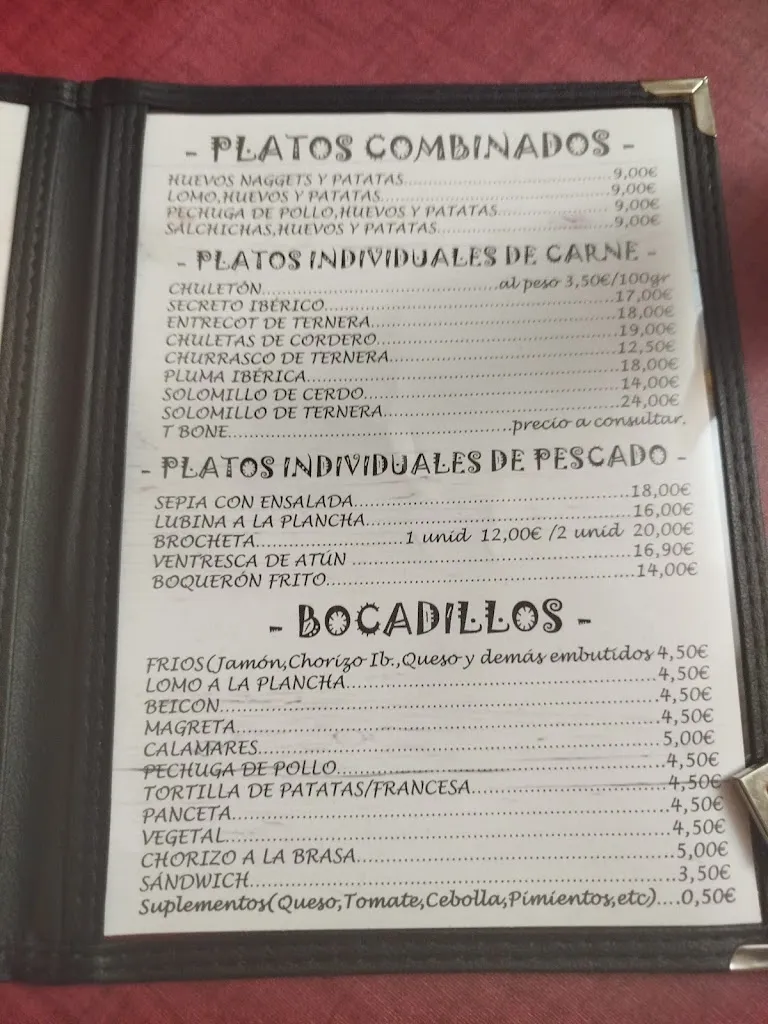 - PLATOS COMBINADOS -
HUEVOS NAGGETS Y PATATAS....................................9,00€
LOMO,HUEVOS Y PATATAS........................................9,00€
PECHUGA DE POLLO,HUEVOS Y PATATAS....................9,00€
SALCHICHAS,HUEVOS Y PATATAS...............................9,00€
- PLATOS INDIVIDUALES DE CARNE -
CHULETÓN........................................al peso 3,50€/100gr
SECRETO IBÉRICO.................................................17,00€
ENTRECOT DE TERNERA.........................................18,00€
CHULETAS DE CORDERO.........................................19,00€
CHURRASCO DE TERNERA.......................................12,50€
PLUMA IBÉRICA....................................................18,00€
SOLOMILLO DE CERDO...........................................14,00€
SOLOMILLO DE TERNERA........................................24,00€
T BONE...............................................precio a consultar.
- PLATOS INDIVIDUALES DE PESCADO -
SEPIA CON ENSALADA............................................18,00€
LUBINA A LA PLANCHA...........................................16,00€
BROCHETA.........................1 unid 12,00€ /2 unid 20,00€
VENTRESCA DE ATÚN .............................................16,90€
BOQUERÓN FRITO..................................................14,00€
- BOCADILLOS -
FRIOS(Jamón,Chorizo Ib.,Queso y demás embutidos 4,50€
LOMO A LA PLANCHA..............................................4,50€
BEICON................................................................4,50€
MAGRETA..............................................................4,50€
CALAMARES...........................................................5,00€
PECHUGA DE POLLO.................................................4,50€
TORTILLA DE PATATAS/FRANCESA..............................4,50€
PANCETA..............................................................4,50€
VEGETAL...............................................................4,50€
CHORIZO A LA BRASA...............................................5,00€
SÁNDWICH............................................................3,50€
Suplementos(Queso,Tomate,Cebolla,Pimientos,etc)....0,50€